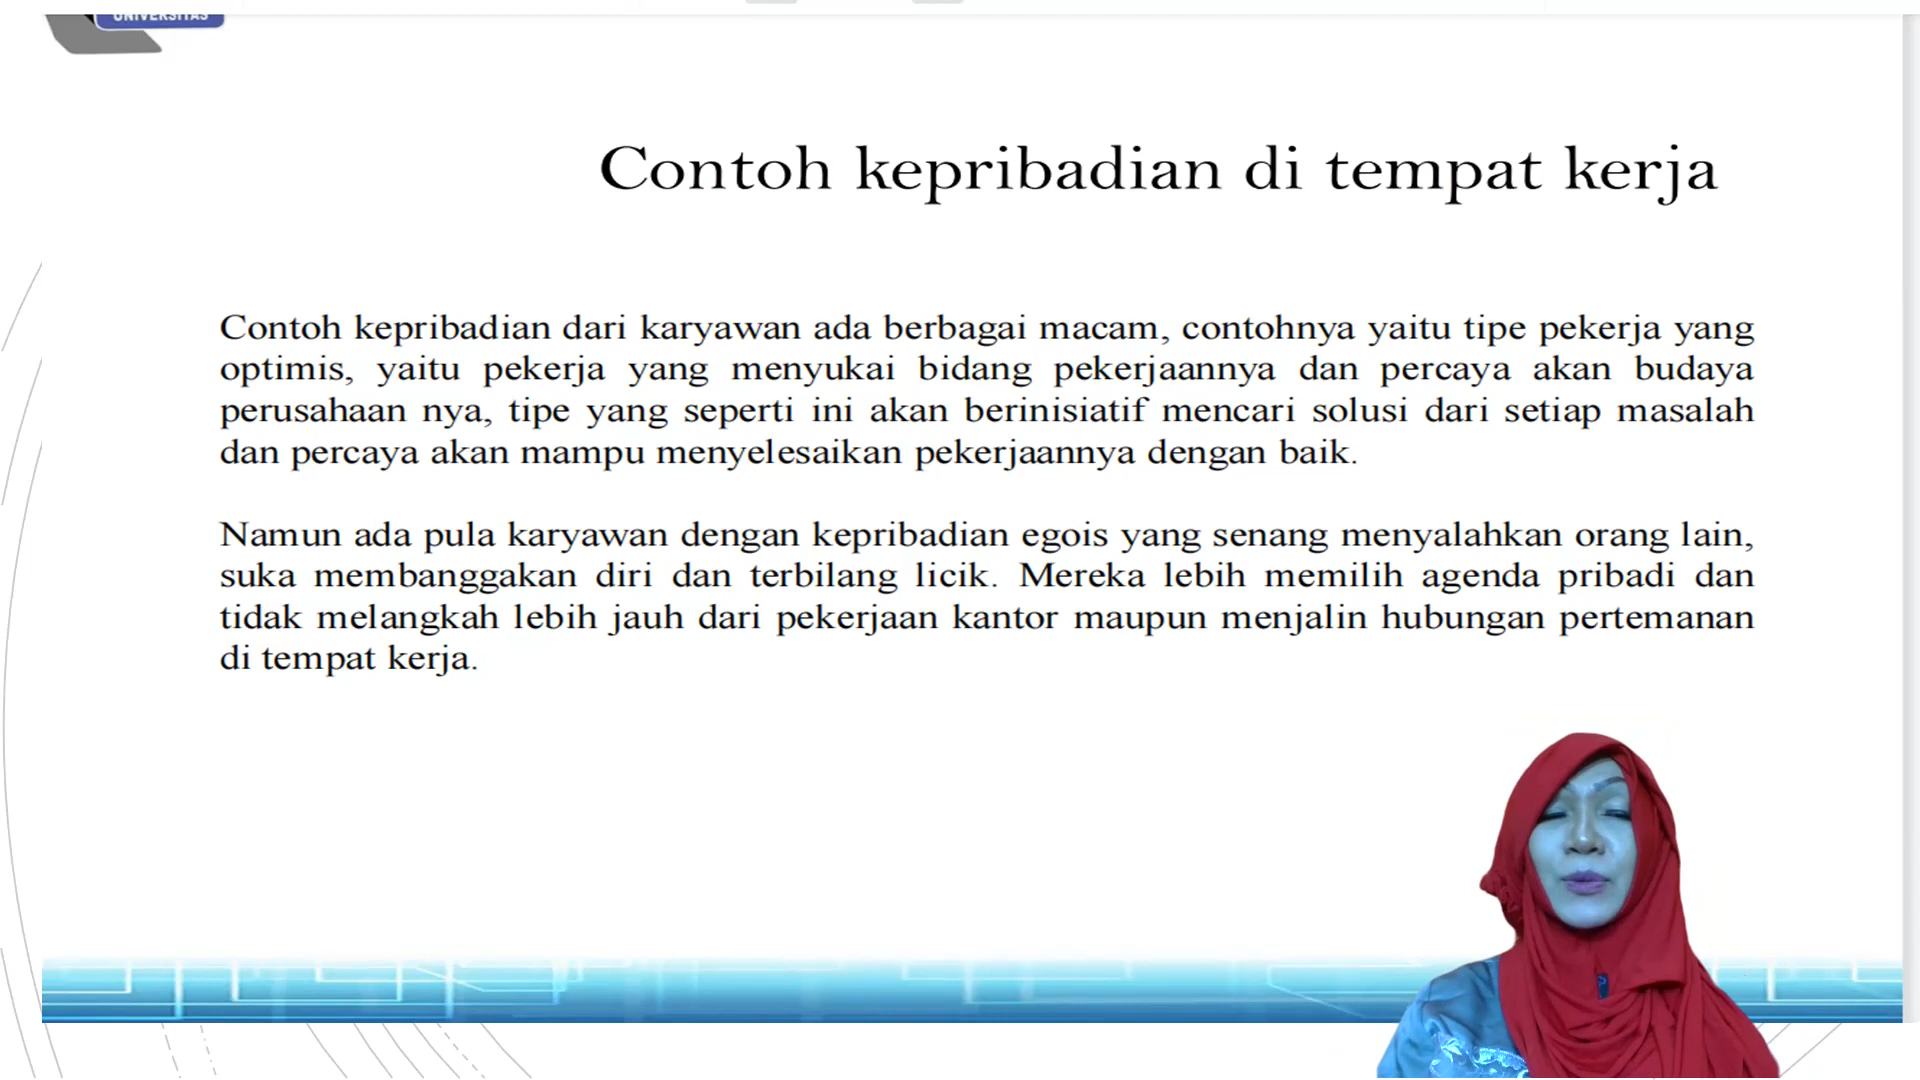 UNIVERSITAS
Contoh kepribadian di tempat kerja
Contoh kepribadian dari karyawan ada berbagai macam, contohnya yaitu tipe pekerja yang
optimis, yaitu pekerja yang menyukai bidang pekerjaannya dan percaya akan budaya
perusahaan nya, tipe yang seperti ini akan berinisiatif mencari solusi dari setiap masalah
dan percaya akan mampu menyelesaikan pekerjaannya dengan baik.
Namun ada pula karyawan dengan kepribadian egois yang senang menyalahkan orang lain,
suka membanggakan diri dan terbilang licik. Mereka lebih memilih agenda pribadi dan
tidak melangkah lebih jauh dari pekerjaan kantor maupun menjalin hubungan pertemanan
di tempat kerja.